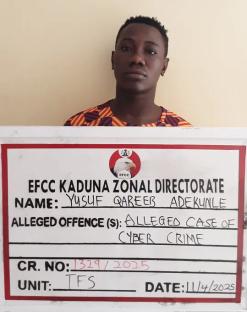 EFCC
EFCC KADUNA ZONAL DIRECTORATE
NAME: YUSUF QAREEB ADEKUNLE
ALLEGED OFFENCE(S): ALLEGED CASE OF
CYBER CRIME
CR. NO: 1329/2025
UNIT: TFS DATE: 11/4/2025